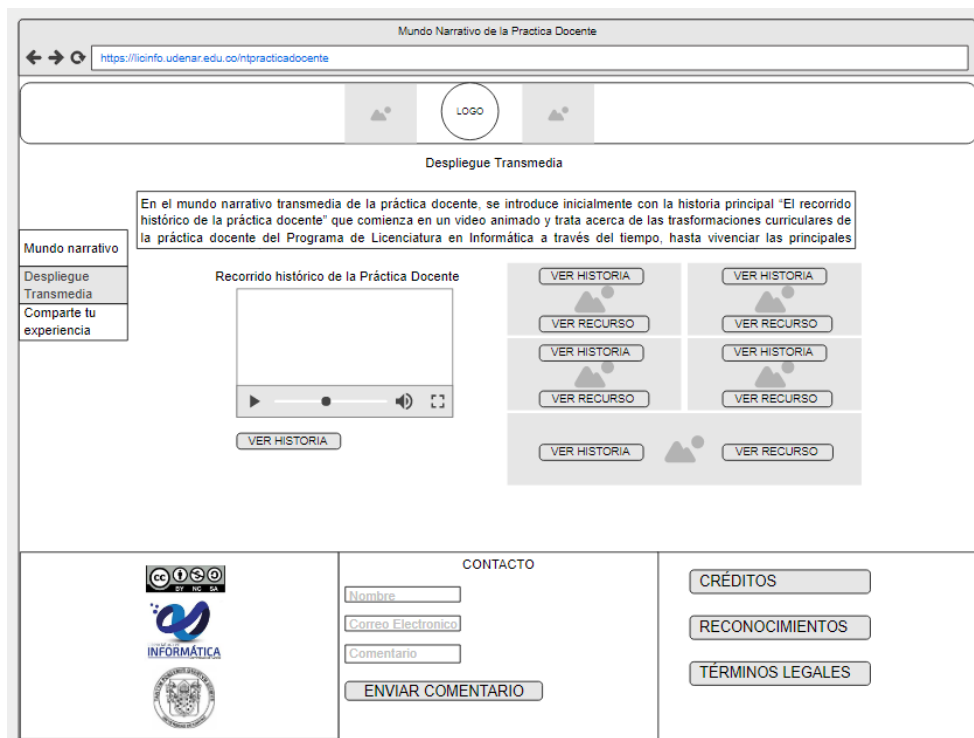 Mundo Narrativo de la Practica Docente
https://licinfo.udenar.edu.co/ntpracticadocente
LOGO
Despliegue Transmedia
En el mundo narrativo transmedia de la práctica docente, se introduce inicialmente con la historia principal “El recorrido
histórico de la práctica docente” que comienza en un video animado y trata acerca de las trasformaciones curriculares de
la práctica docente del Programa de Licenciatura en Informática a través del tiempo, hasta vivenciar las principales
Mundo narrativo
Despliegue
Transmedia
Comparte tu
experiencia
Recorrido histórico de la Práctica Docente
VER HISTORIA
VER HISTORIA VER HISTORIA
VER RECURSO VER RECURSO
VER HISTORIA VER HISTORIA
VER RECURSO VER RECURSO
VER HISTORIA VER RECURSO
cc
BY NC SA
INFORMÁTICA
CONTACTO
Nombre
Correo Electronico
Comentario
ENVIAR COMENTARIO
CRÉDITOS
RECONOCIMIENTOS
TÉRMINOS LEGALES